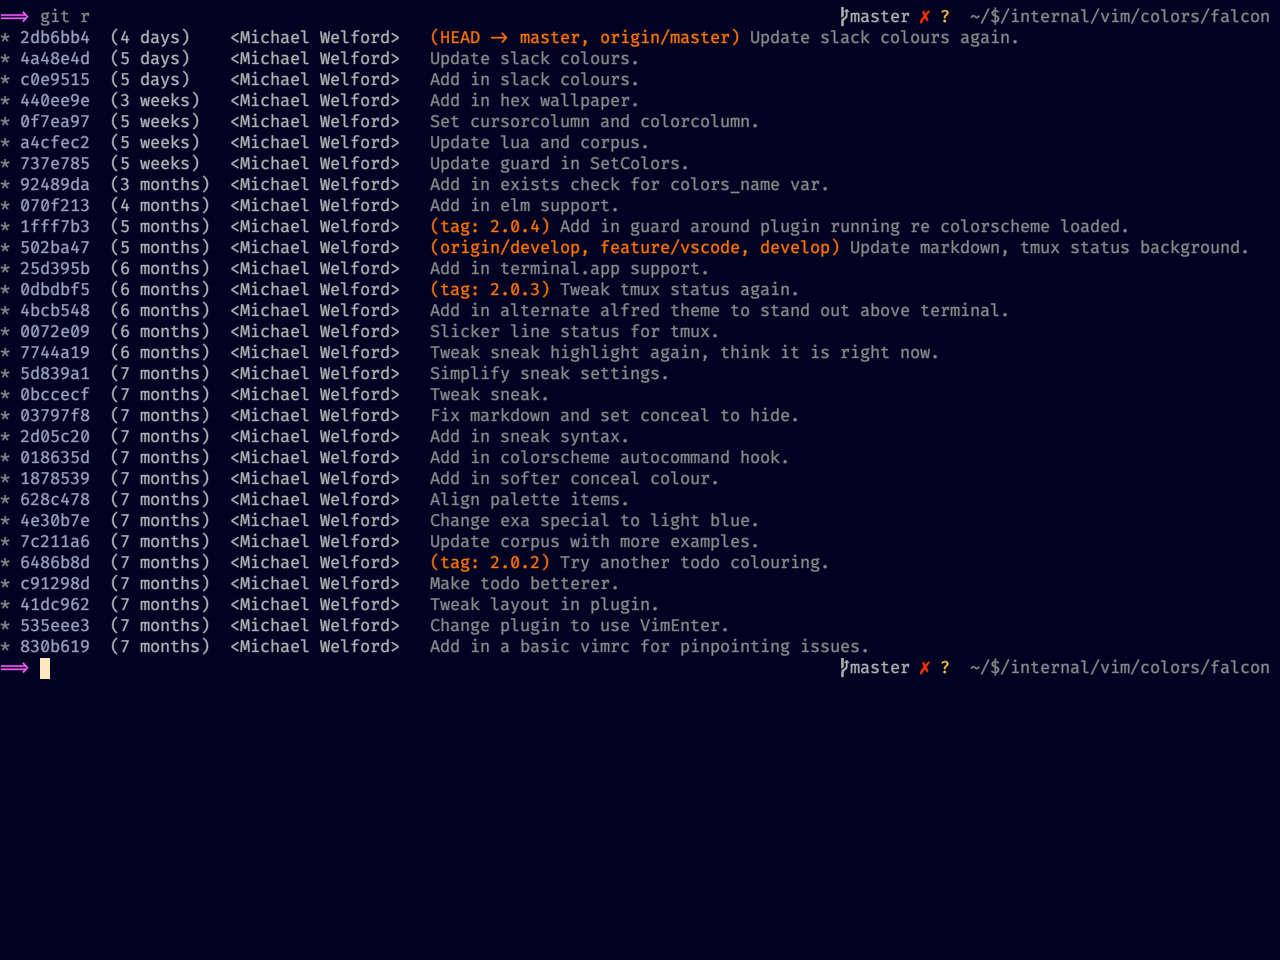 ⟹ git r master ✗ ? ~/$/internal/vim/colors/falcon
* 2db6bb4 (4 days) <Michael Welford> (HEAD -> master, origin/master) Update slack colours again.
* 4a48e4d (5 days) <Michael Welford> Update slack colours.
* c0e9515 (5 days) <Michael Welford> Add in slack colours.
* 440ee9e (3 weeks) <Michael Welford> Add in hex wallpaper.
* 0f7ea97 (5 weeks) <Michael Welford> Set cursorcolumn and colorcolumn.
* a4cfec2 (5 weeks) <Michael Welford> Update lua and corpus.
* 737e785 (5 weeks) <Michael Welford> Update guard in SetColors.
* 92489da (3 months) <Michael Welford> Add in exists check for colors_name var.
* 070f213 (4 months) <Michael Welford> Add in elm support.
* 1fff7b3 (5 months) <Michael Welford> (tag: 2.0.4) Add in guard around plugin running re colorscheme loaded.
* 502ba47 (5 months) <Michael Welford> (origin/develop, feature/vscode, develop) Update markdown, tmux status background.
* 25d395b (6 months) <Michael Welford> Add in terminal.app support.
* 0dbdbf5 (6 months) <Michael Welford> (tag: 2.0.3) Tweak tmux status again.
* 4bcb548 (6 months) <Michael Welford> Add in alternate alfred theme to stand out above terminal.
* 0072e09 (6 months) <Michael Welford> Slicker line status for tmux.
* 7744a19 (6 months) <Michael Welford> Tweak sneak highlight again, think it is right now.
* 5d839a1 (7 months) <Michael Welford> Simplify sneak settings.
* 0bccecf (7 months) <Michael Welford> Tweak sneak.
* 03797f8 (7 months) <Michael Welford> Fix markdown and set conceal to hide.
* 2d05c20 (7 months) <Michael Welford> Add in sneak syntax.
* 018635d (7 months) <Michael Welford> Add in colorscheme autocommand hook.
* 1878539 (7 months) <Michael Welford> Add in softer conceal colour.
* 628c478 (7 months) <Michael Welford> Align palette items.
* 4e30b7e (7 months) <Michael Welford> Change exa special to light blue.
* 7c211a6 (7 months) <Michael Welford> Update corpus with more examples.
* 6486b8d (7 months) <Michael Welford> (tag: 2.0.2) Try another todo colouring.
* c91298d (7 months) <Michael Welford> Make todo betterer.
* 41dc962 (7 months) <Michael Welford> Tweak layout in plugin.
* 535eee3 (7 months) <Michael Welford> Change plugin to use VimEnter.
* 830b619 (7 months) <Michael Welford> Add in a basic vimrc for pinpointing issues.
⟹ master ✗ ? ~/$/internal/vim/colors/falcon